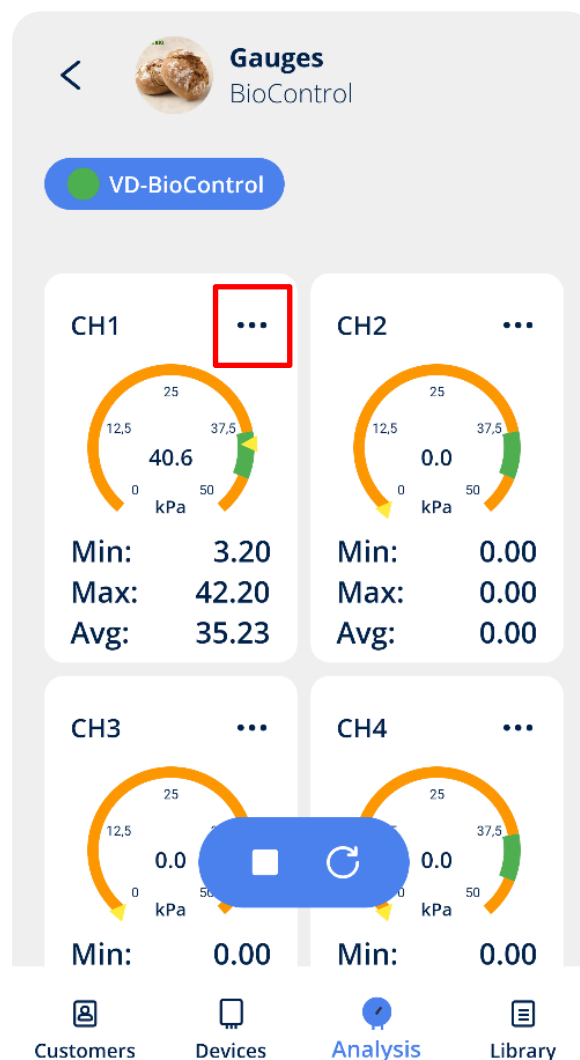 Gauges
BioControl
VD-BioControl
CH1
25
12,5
37,5
40.6
0
50
kPa
Min: 3.20
Max: 42.20
Avg: 35.23
CH2
25
12,5
37,5
0.0
0
50
kPa
Min: 0.00
Max: 0.00
Avg: 0.00
CH3
25
12,5
0.0
0
kPa
Min: 0.00
CH4
25
37,5
0.0
0
50
kPa
Min: 0.00
Customers
Devices
Analysis
Library